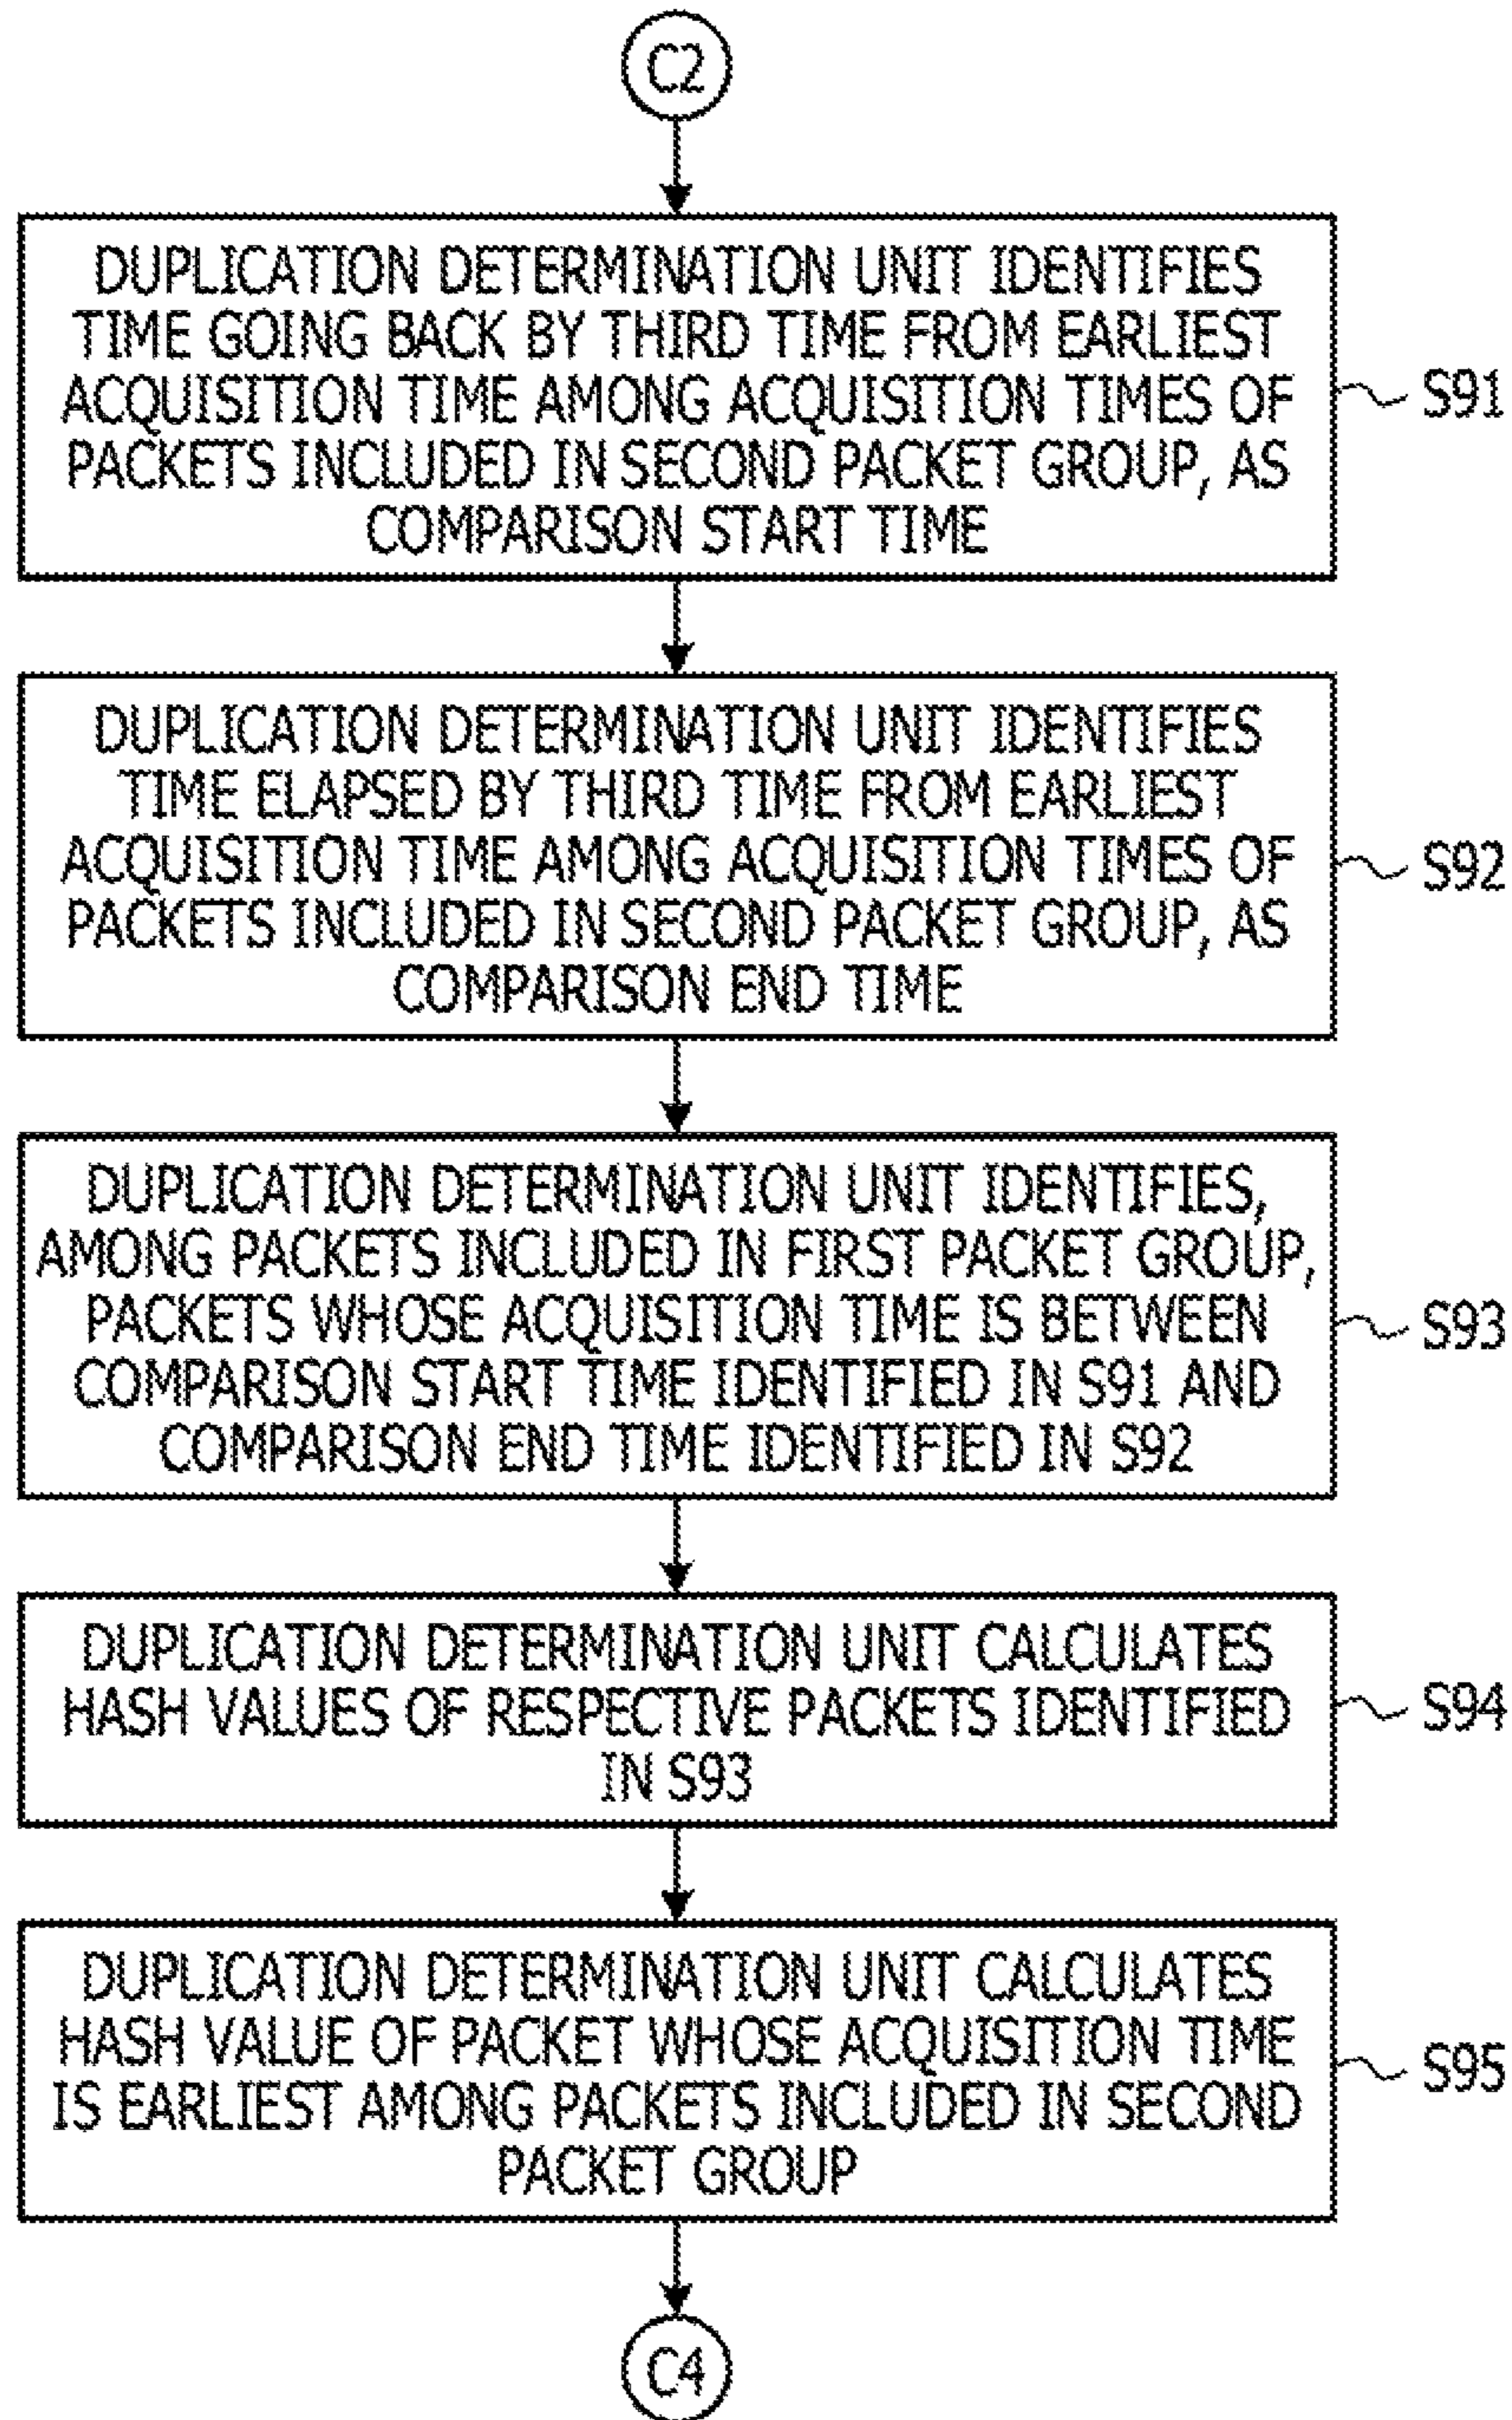 C2
DUPLICATION DETERMINATION UNIT IDENTIFIES
TIME GOING BACK BY THIRD TIME FROM EARLIEST
ACQUISITION TIME AMONG ACQUISITION TIMES OF
PACKETS INCLUDED IN SECOND PACKET GROUP, AS
COMPARISON START TIME
S91
DUPLICATION DETERMINATION UNIT IDENTIFIES
TIME ELAPSED BY THIRD TIME FROM EARLIEST
ACQUISITION TIME AMONG ACQUISITION TIMES OF
PACKETS INCLUDED IN SECOND PACKET GROUP, AS
COMPARISON END TIME
S92
DUPLICATION DETERMINATION UNIT IDENTIFIES,
AMONG PACKETS INCLUDED IN FIRST PACKET GROUP,
PACKETS WHOSE ACQUISITION TIME IS BETWEEN
COMPARISON START TIME IDENTIFIED IN S91 AND
COMPARISON END TIME IDENTIFIED IN S92
S93
DUPLICATION DETERMINATION UNIT CALCULATES
HASH VALUES OF RESPECTIVE PACKETS IDENTIFIED
IN S93
S94
DUPLICATION DETERMINATION UNIT CALCULATES
HASH VALUE OF PACKET WHOSE ACQUISITION TIME
IS EARLIEST AMONG PACKETS INCLUDED IN SECOND
PACKET GROUP
S95
C4